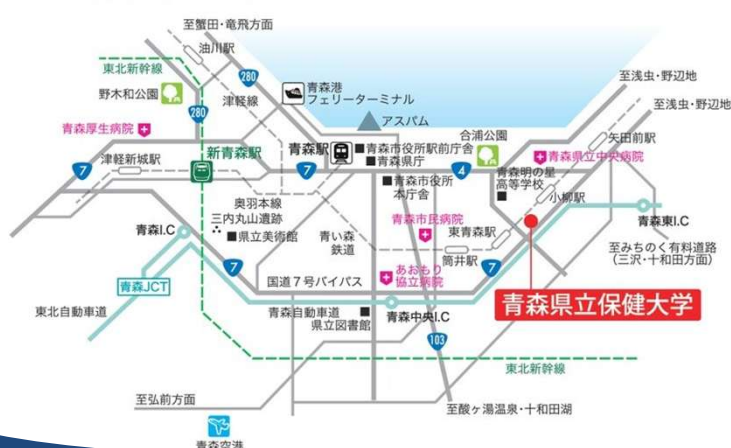 至蟹田・竜飛方面
油川駅
東北新幹線
280
野木和公園
280
津軽線
青森港
フェリーターミナル
アスパム
至浅虫・野辺地
至浅虫・野辺地
青森厚生病院
新青森駅
青森駅
青森市役所駅前庁舎
青森県庁
合浦公園
矢田前駅
青森県立中央病院
津軽新城駅
7
7
4
青森市役所
本庁舎
青森明の星
高等学校
小柳駅
奥羽本線
三内丸山遺跡
県立美術館
青い森
鉄道
青森市民病院
東青森駅
筒井駅
青森東I.C
至みちのく有料道路
(三沢・十和田方面)
青森I.C
7
国道7号バイパス
あおもり
協立病院
7
青森JCT
東北自動車道
青森自動車道
県立図書館
青森中央I.C
青森県立保健大学
103
東北新幹線
至弘前方面
至酸ヶ湯温泉・十和田湖
青森空港